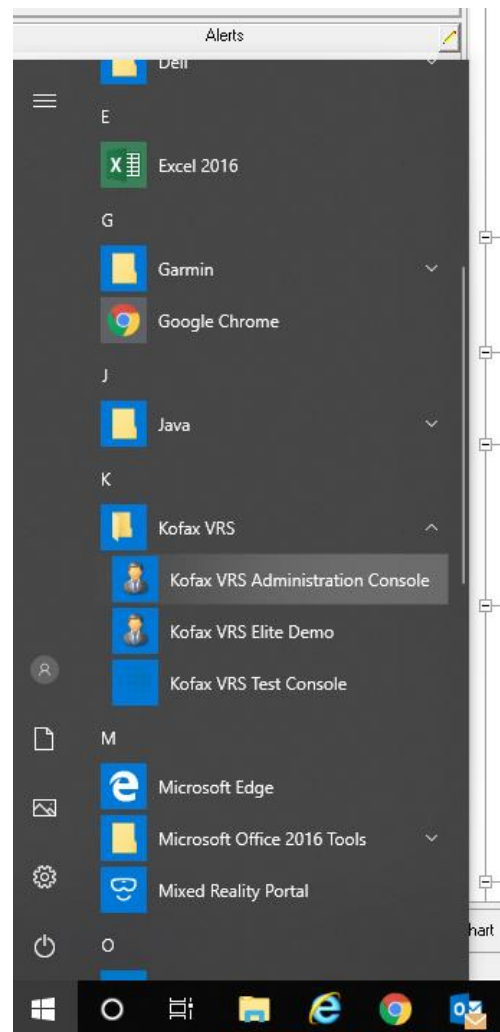 Alerts
Dell
E
Excel 2016
G
Garmin
Google Chrome
J
Java
K
Kofax VRS
Kofax VRS Administration Console
Kofax VRS Elite Demo
Kofax VRS Test Console
M
Microsoft Edge
Microsoft Office 2016 Tools
Mixed Reality Portal
hart
O